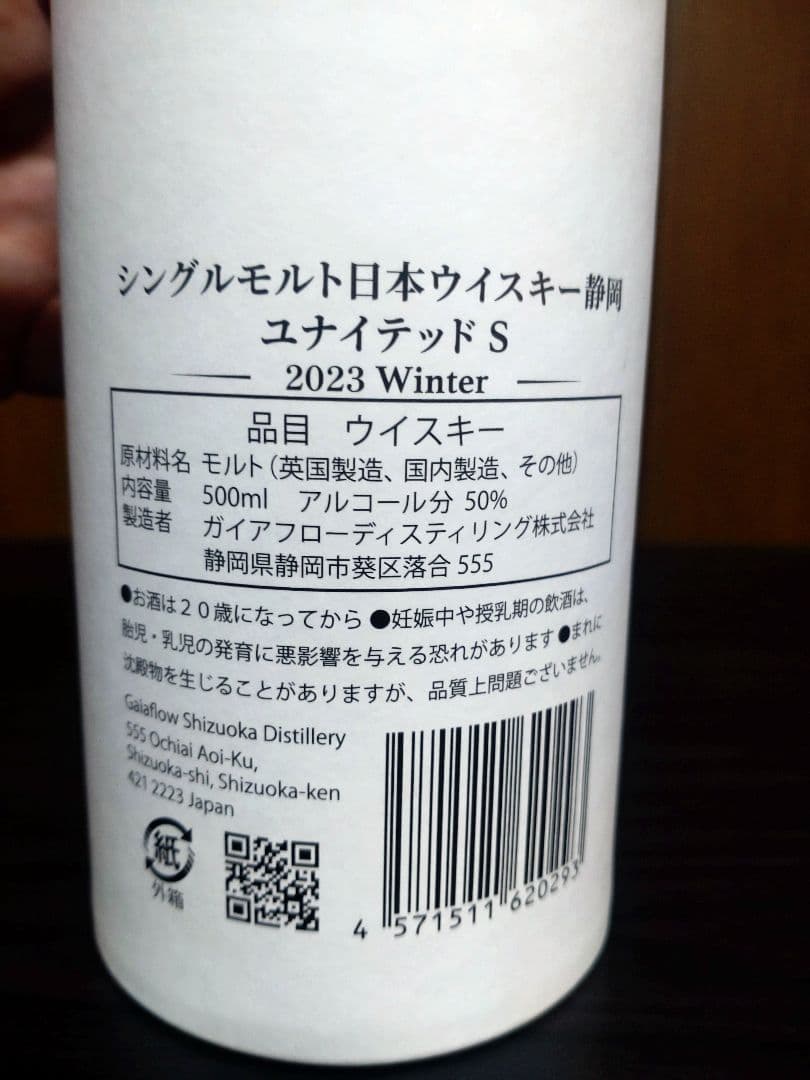 シングルモルト日本ウイスキー静岡
ユナイテッド S
2023 Winter
品目 ウイスキー
原材料名 モルト（英国製造、国内製造、その他）
内容量 500ml アルコール分 50%
製造者 ガイアフローディスティリング株式会社
静岡県静岡市葵区落合 555
●お酒は２０歳になってから ●妊娠中や授乳期の飲酒は、
胎児・乳児の発育に悪影響を与える恐れがあります ●まれに
沈殿物を生じることがありますが、品質上問題ございません。
Gaiaflow Shizuoka Distillery
555 Ochiai Aoi-Ku,
Shizuoka-shi, Shizuoka-ken
421 2223 Japan
紙
外箱
4 571511 620293